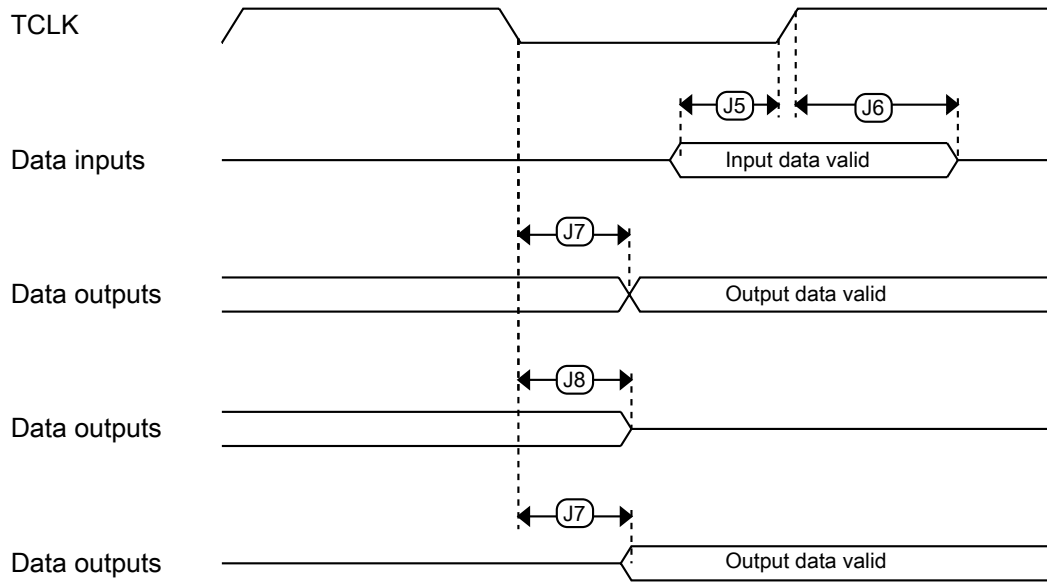 TCLK
J5
J6
Data inputs
Input data valid
J7
Data outputs
Output data valid
J8
Data outputs
J7
Data outputs
Output data valid